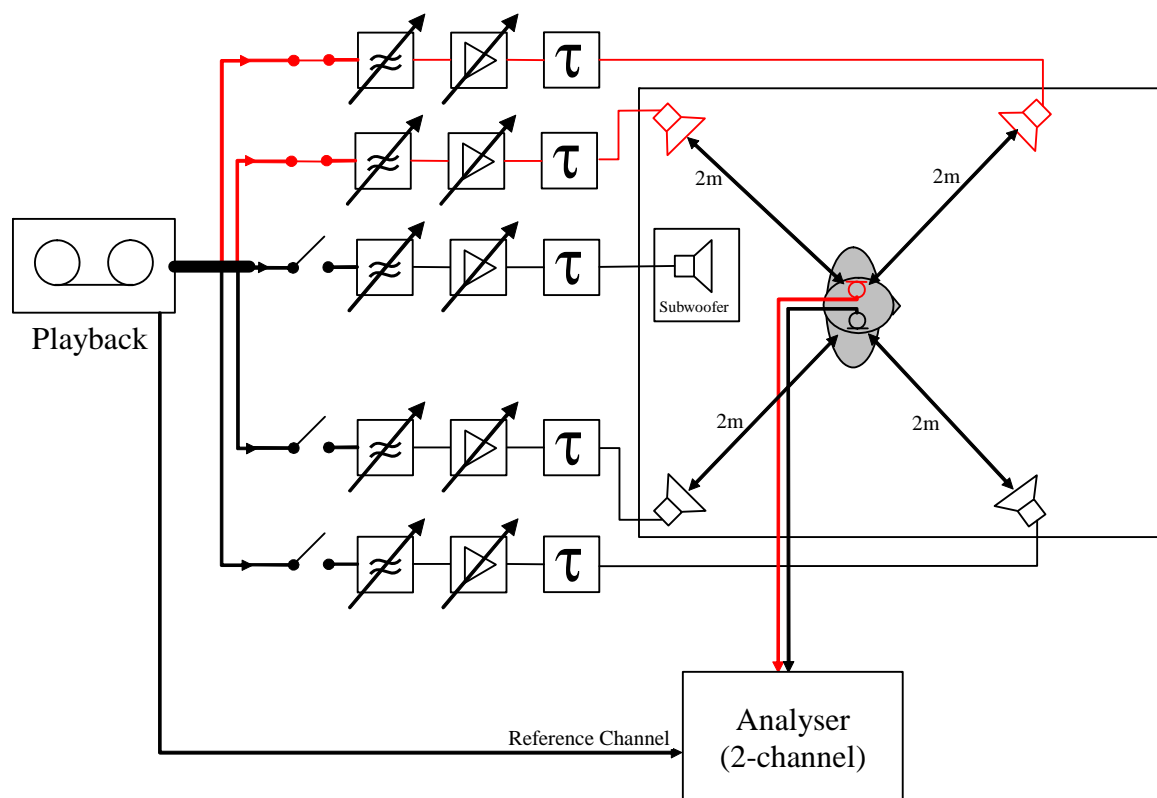 τ
τ
2m
2m
τ
Subwoofer
Playback
2m
2m
τ
τ
Analyser
(2-channel)
Reference Channel